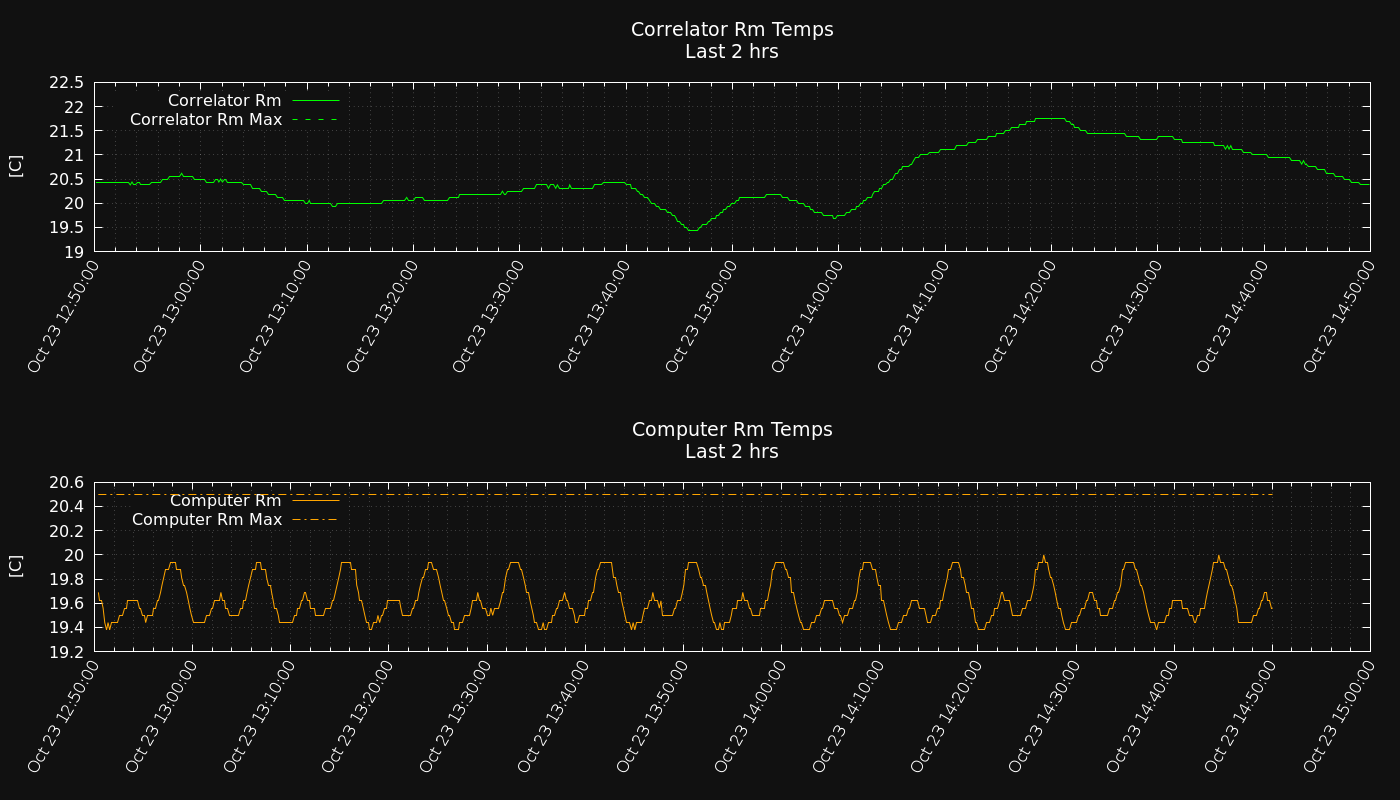 Correlator Rm Temps
Last 2 hrs
22.5
22
21.5
21
20.5
20
19.5
19
[C]
Correlator Rm
Correlator Rm Max
Oct 23 12:50:00
Oct 23 13:00:00
Oct 23 13:10:00
Oct 23 13:20:00
Oct 23 13:30:00
Oct 23 13:40:00
Oct 23 13:50:00
Oct 23 14:00:00
Oct 23 14:10:00
Oct 23 14:20:00
Oct 23 14:30:00
Oct 23 14:40:00
Oct 23 14:50:00
Computer Rm Temps
Last 2 hrs
20.6
20.4
20.2
20
19.8
19.6
19.4
19.2
[C]
Computer Rm
Computer Rm Max
Oct 23 12:50:00
Oct 23 13:00:00
Oct 23 13:10:00
Oct 23 13:20:00
Oct 23 13:30:00
Oct 23 13:40:00
Oct 23 13:50:00
Oct 23 14:00:00
Oct 23 14:10:00
Oct 23 14:20:00
Oct 23 14:30:00
Oct 23 14:40:00
Oct 23 14:50:00
Oct 23 15:00:00